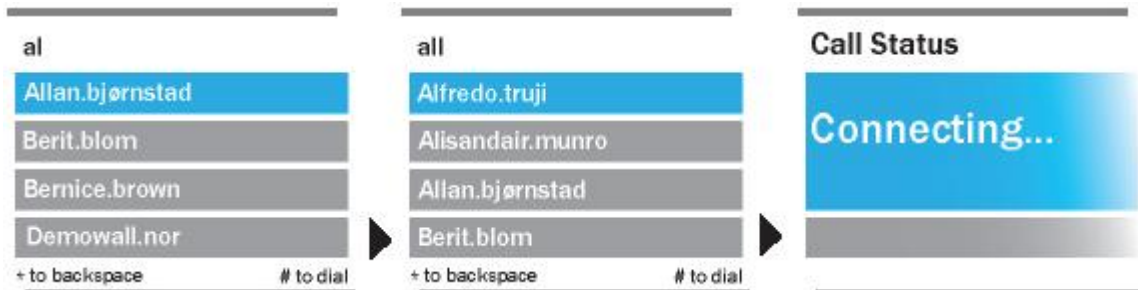 al
Allan.bjørnstad
Berit.blom
Bernice.brown
Demowall.nor
* to backspace # to dial
all
Alfredo.truji
Alisandair.munro
Allan.bjørnstad
Berit.blom
* to backspace # to dial
Call Status
Connecting...